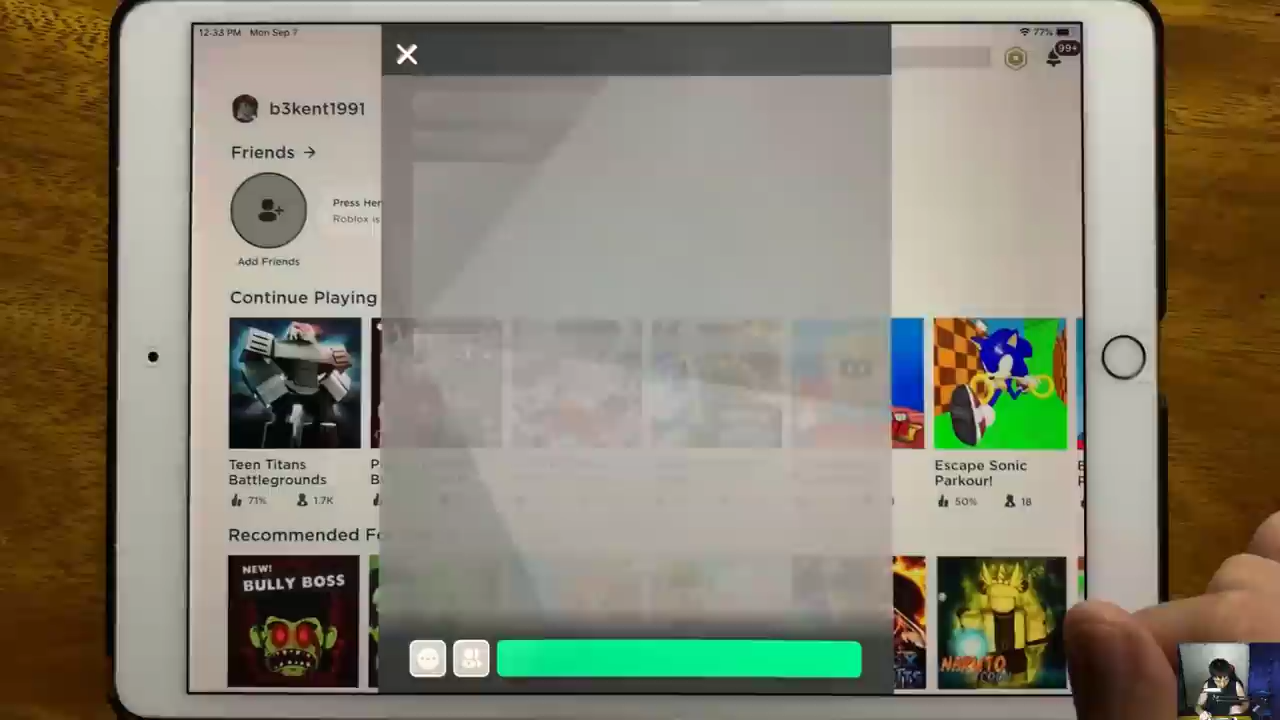 12:33 PM Mon Sep 7
77%
99+
b3kent1991
Friends →
Press Her
Roblox is
Add Friends
Continue Playing
Teen Titans
Battlegrounds
71% 1.7K
Escape Sonic
Parkour!
50% 18
Recommended Fo
NEW!
BULLY BOSS
NARUTO